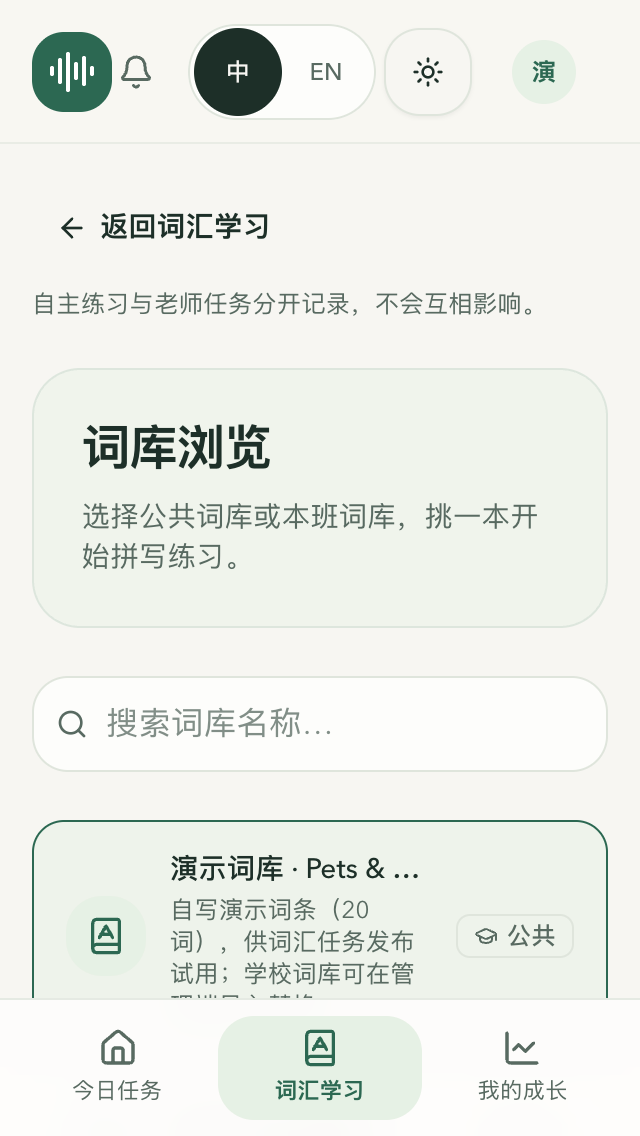 中 EN 演
返回词汇学习
自主练习与老师任务分开记录，不会互相影响。
词库浏览
选择公共词库或本班词库，挑一本开
始拼写练习。
搜索词库名称...
演示词库 · Pets & ...
自写演示词条（20
词），供词汇任务发布
试用；学校词库可在管
公共
今日任务 词汇学习 我的成长